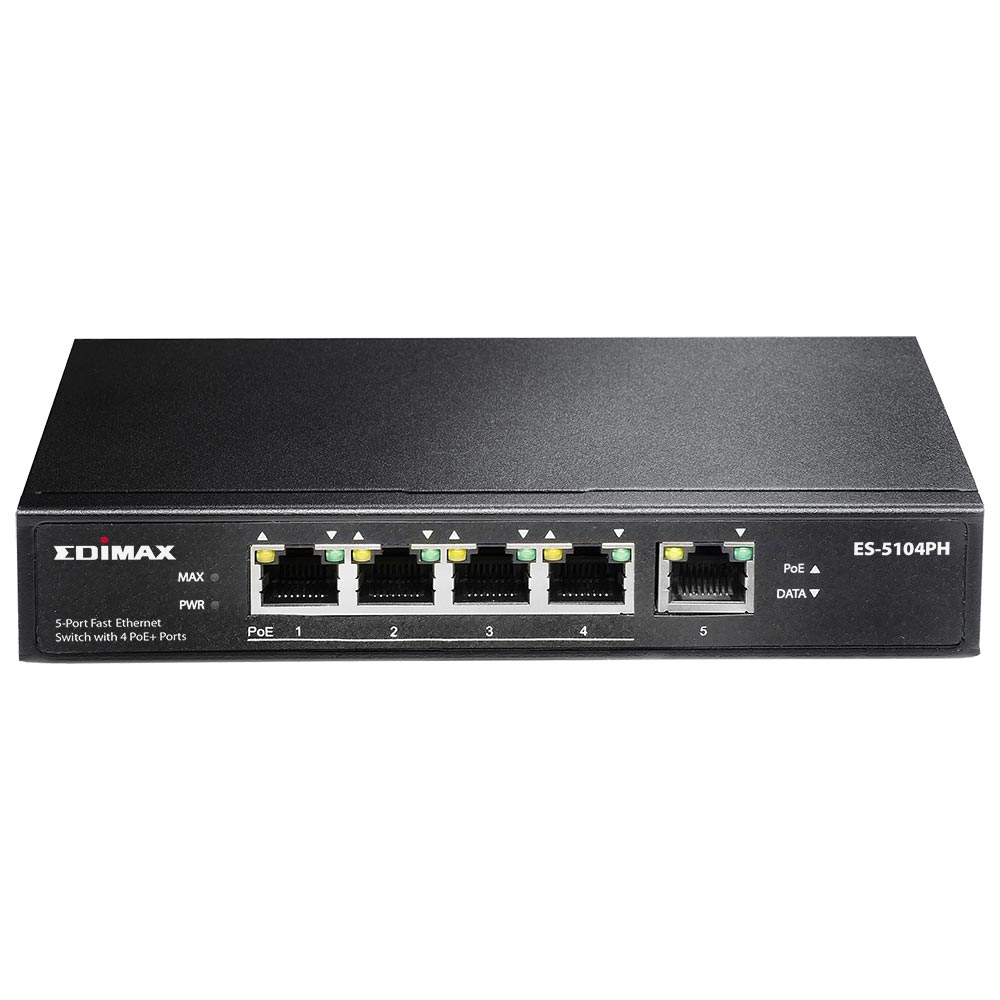 EDIMAX
ES-5104PH
MAX
PWR
PoE ▲
DATA ▼
5-Port Fast Ethernet
Switch with 4 PoE+ Ports
PoE 1 2 3 4 5